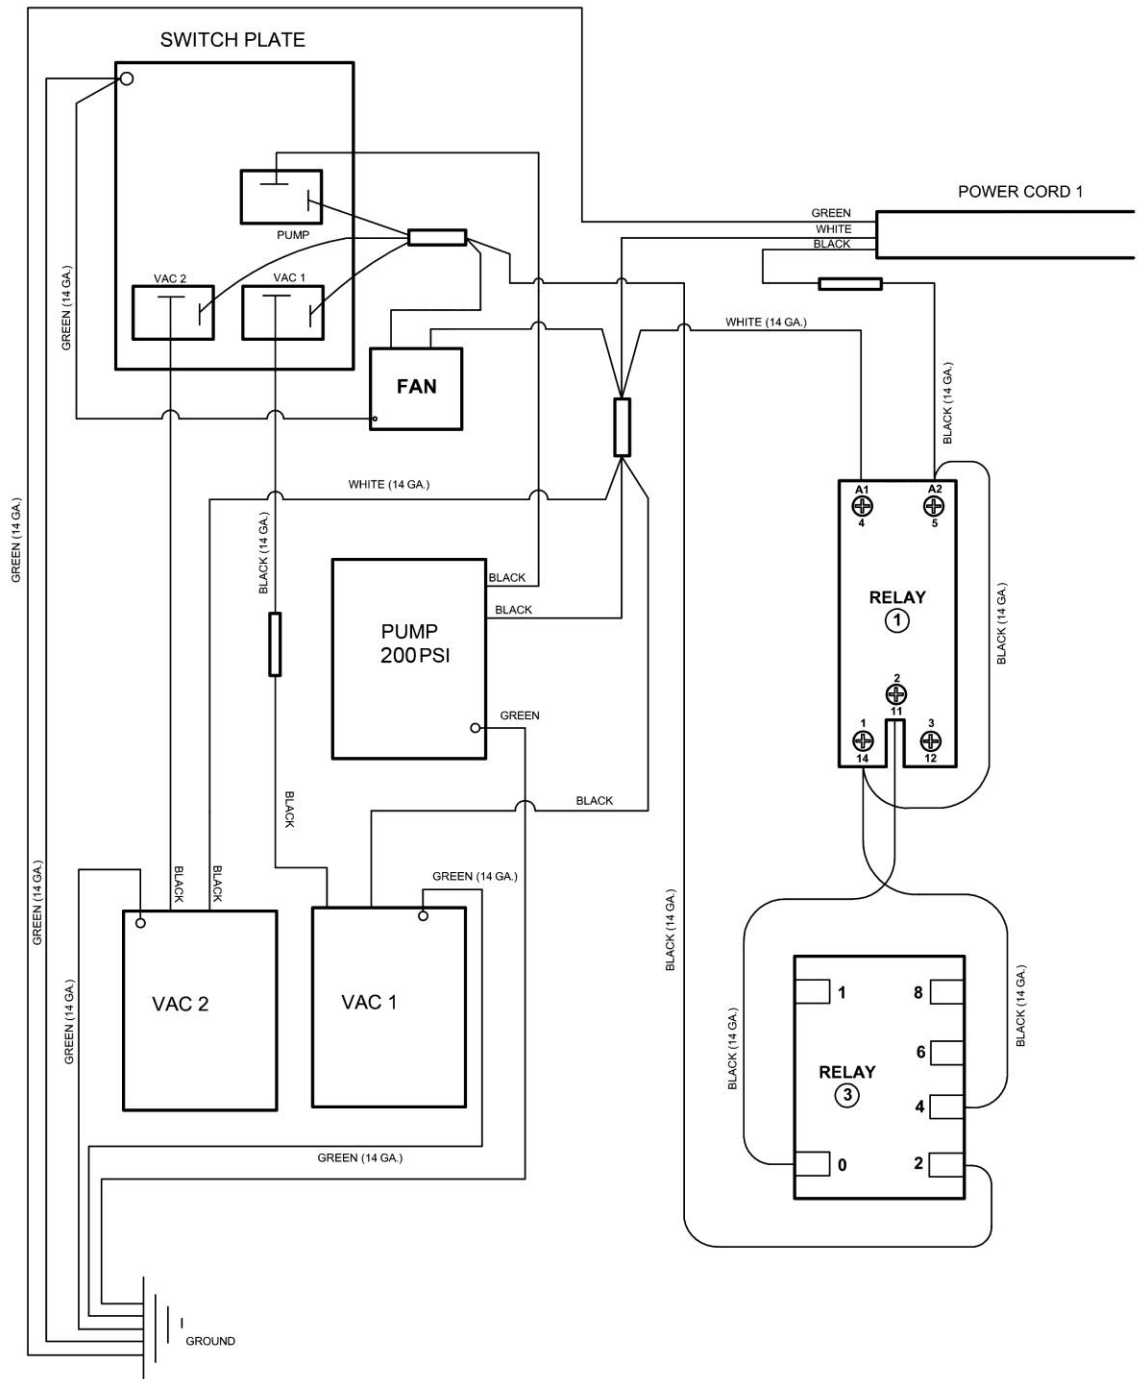 SWITCH PLATE
POWER CORD 1
GREEN
WHITE
BLACK
PUMP
VAC 2
VAC 1
GREEN (14 GA.)
WHITE (14 GA.)
FAN
BLACK (14 GA.)
WHITE (14 GA.)
A1
A2
4
5
GREEN (14 GA.)
BLACK (14 GA.)
BLACK
BLACK
RELAY
1
BLACK (14 GA.)
PUMP
200 PSI
2
11
GREEN
1
3
14
12
BLACK
BLACK
BLACK
BLACK
GREEN (14 GA.)
GREEN (14 GA.)
BLACK (14 GA.)
VAC 2
VAC 1
1
8
BLACK (14 GA.)
GREEN (14 GA.)
BLACK (14 GA.)
6
RELAY
3
4
0
2
GREEN (14 GA.)
GROUND